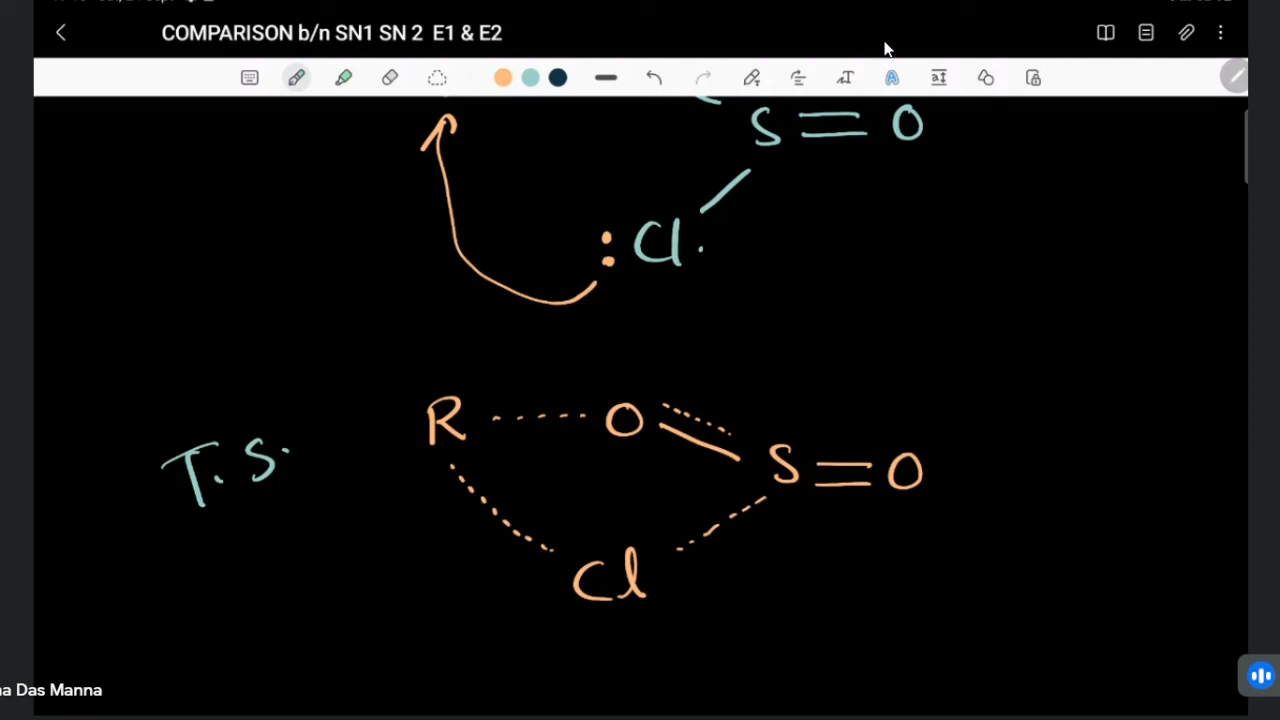 COMPARISON b/n SN1 SN 2 E1 & E2
S = O
: Cl.
R ..... O
T.S.
S = O
Cl
a Das Manna